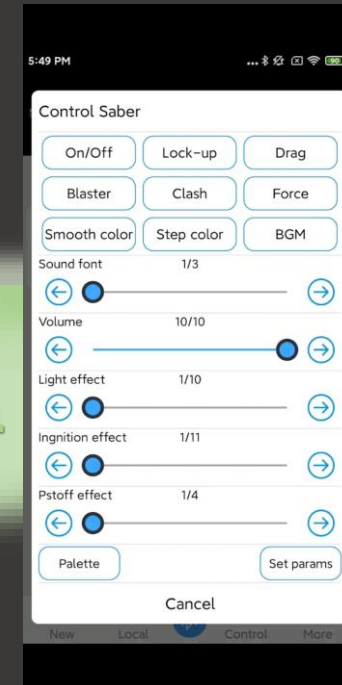 5:49 PM
90
Control Saber
On/Off Lock-up Drag
Blaster Clash Force
Smooth color Step color BGM
Sound font 1/3
Volume 10/10
Light effect 1/10
Ingnition effect 1/11
Pstoff effect 1/4
Palette Set params
Cancel
New Local Control More